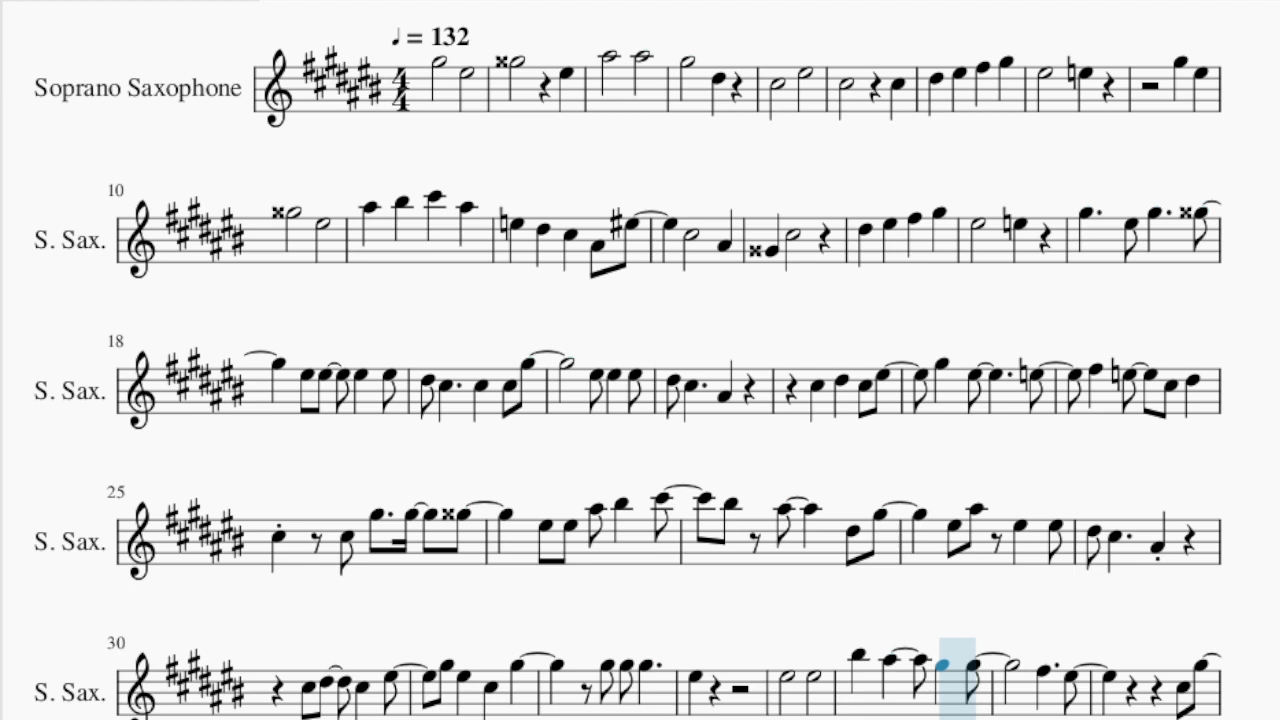 ♩ = 132
Soprano Saxophone
4
4
10
S. Sax.
18
S. Sax.
25
S. Sax.
30
S. Sax.